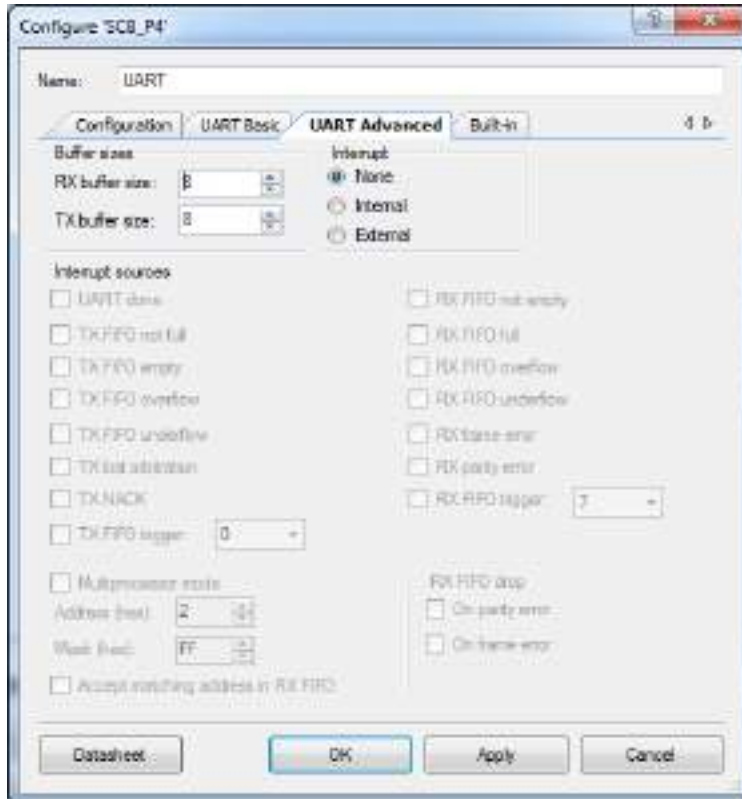 Configure 'SCB_P4'
Name: UART
Configuration UART Basic UART Advanced Built-in
Buffer sizes
RX buffer size: 8
TX buffer size: 8
Interrupt
None
Internal
External
Interrupt sources
UART done
TX FIFO not full
TX FIFO empty
TX FIFO overflow
TX FIFO underflow
TX lost arbitration
TX NACK
TX FIFO trigger: 0
RX FIFO not empty
RX FIFO full
RX FIFO overflow
RX FIFO underflow
RX frame error
RX parity error
RX FIFO trigger: 7
Multiprocessor mode
Address (hex): 2
Mask (hex): FF
Accept matching address in RX FIFO
RX FIFO drop
On parity error
On frame error
Datasheet OK Apply Cancel